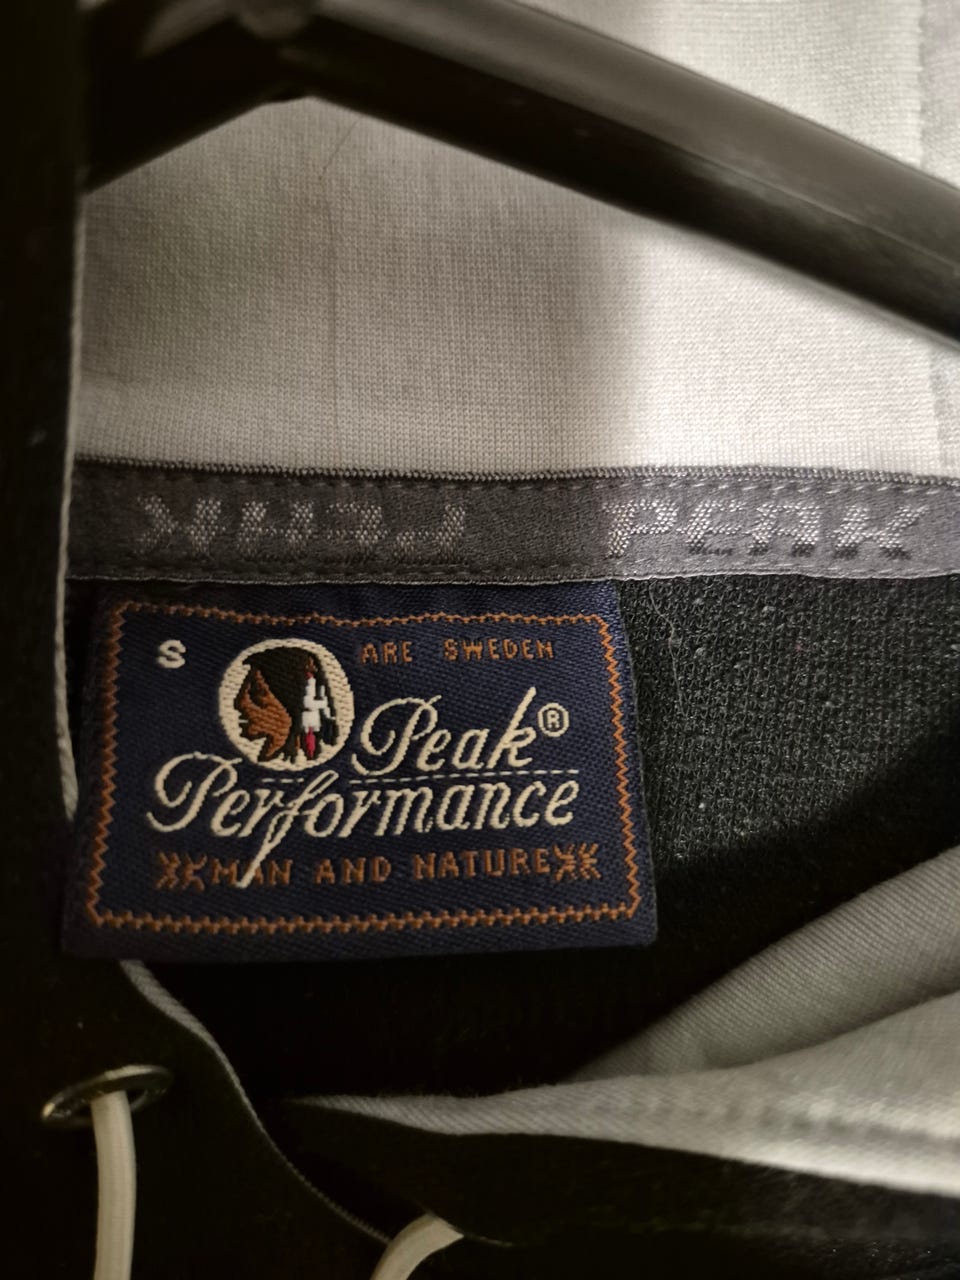 PEAK PEAK
S
ARE SWEDEN
Peak®
Performance
MAN AND NATURE